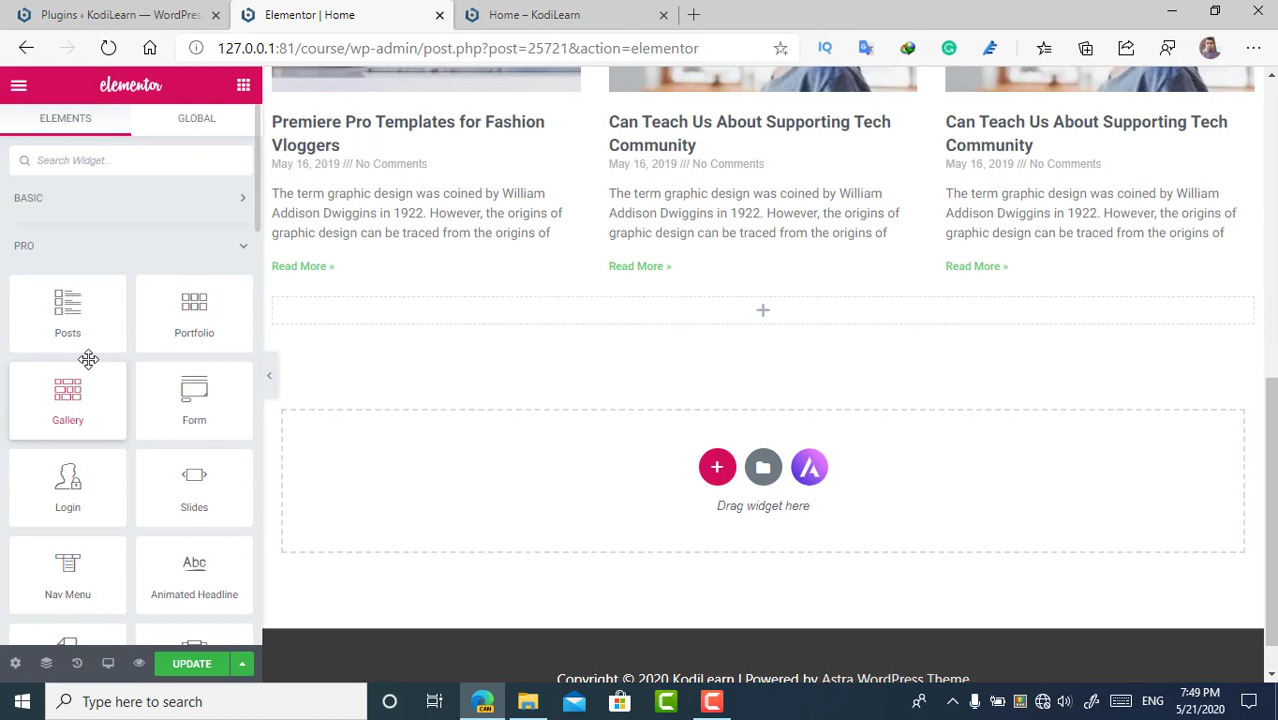 Plugins ‹ KodiLearn — WordPres
Elementor | Home
Home – KodiLearn
127.0.0.1:81/course/wp-admin/post.php?post=25721&action=elementor
IQ
elementor
ELEMENTS
GLOBAL
Search Widget...
BASIC
PRO
Posts
Portfolio
Gallery
Form
Login
Slides
Nav Menu
Abc
Animated Headline
UPDATE
Premiere Pro Templates for Fashion
Vloggers
May 16, 2019 /// No Comments
The term graphic design was coined by William
Addison Dwiggins in 1922. However, the origins of
graphic design can be traced from the origins of
Read More »
Can Teach Us About Supporting Tech
Community
May 16, 2019 /// No Comments
The term graphic design was coined by William
Addison Dwiggins in 1922. However, the origins of
graphic design can be traced from the origins of
Read More »
Can Teach Us About Supporting Tech
Community
May 16, 2019 /// No Comments
The term graphic design was coined by William
Addison Dwiggins in 1922. However, the origins of
graphic design can be traced from the origins of
Read More »
Drag widget here
Copyright © 2020 KodiLearn | Powered by Astra WordPress Theme
Type here to search
CAN
ENG
7:49 PM
5/21/2020